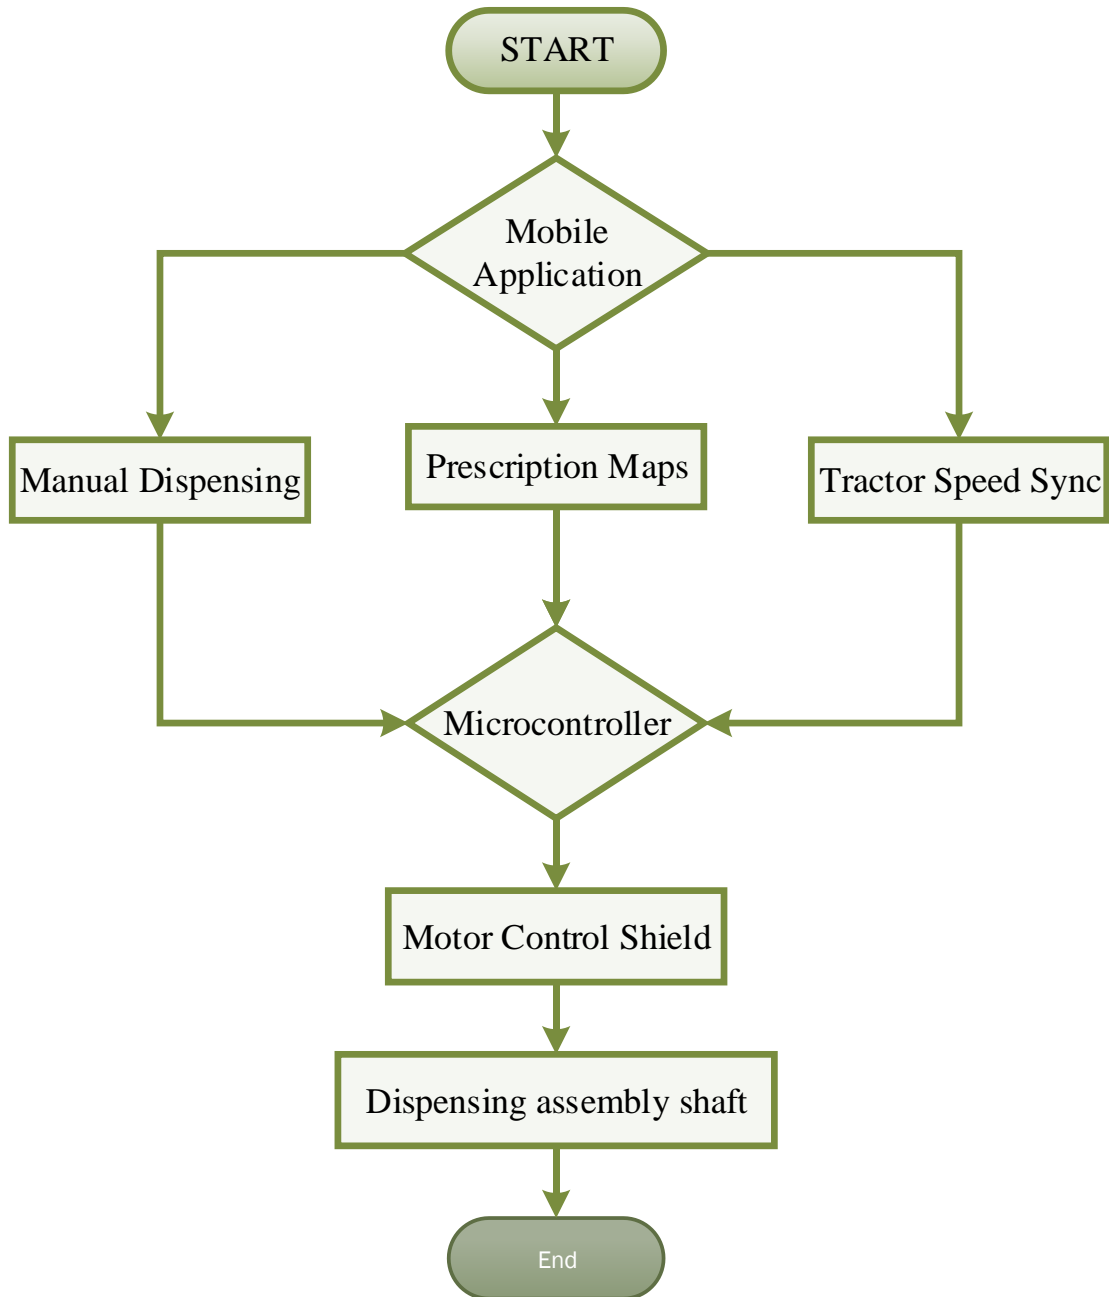 START
Mobile
Application
Manual Dispensing
Prescription Maps
Tractor Speed Sync
Microcontroller
Motor Control Shield
Dispensing assembly shaft
End